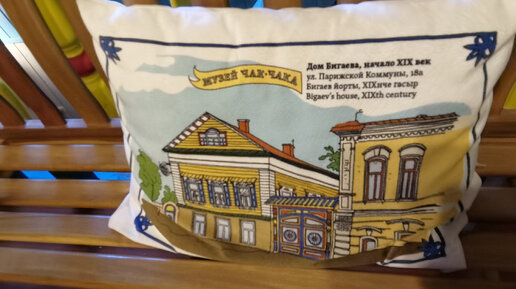 МУЗЕЙ ЧАК-ЧАКА
Дом Бигаева, начало XIX век
ул. Парижской Коммуны, 18а
Бигаев йорты, XIXнче гасыр
Bigaev's house, XIXth century